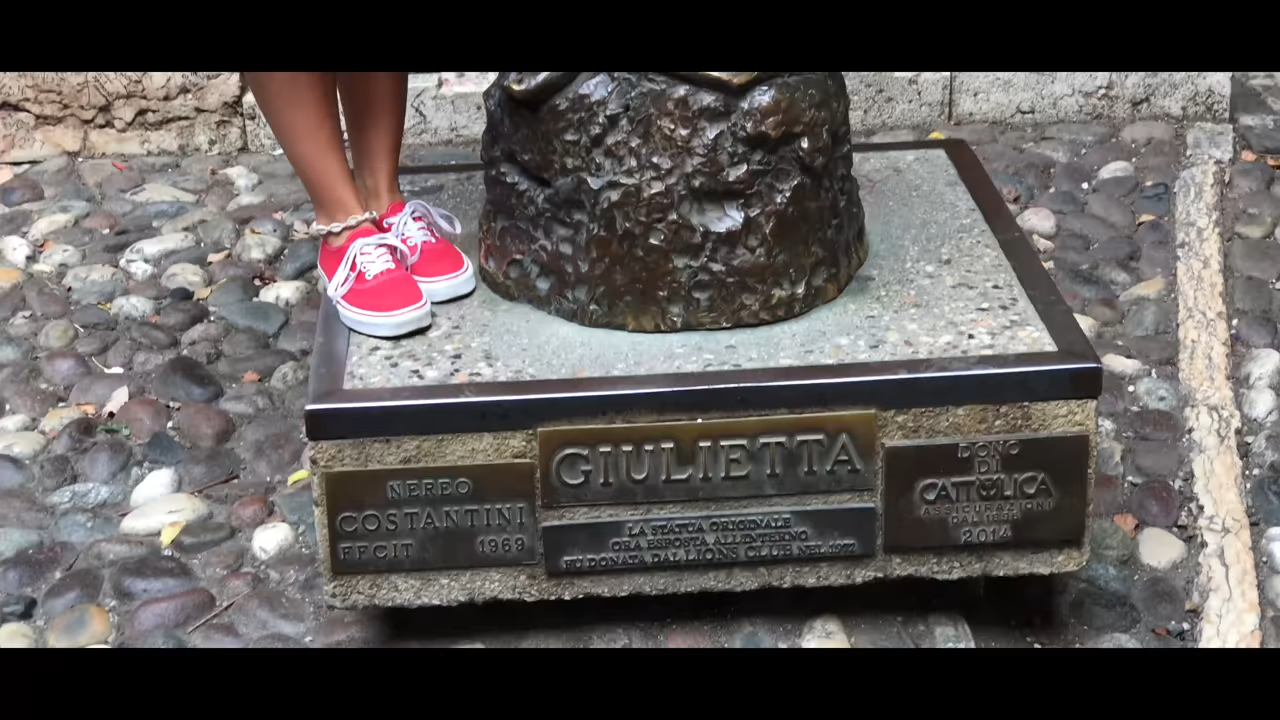 NEREO
COSTANTINI
FFCIT 1969
GIULIETTA
LA STATUA ORIGINALE
ORA ESPOSTA ALL'INTERNO
FU DONATA DAL LIONS CLUB NEL 1972
DONO
DI
CATTOLICA
ASSICURAZIONI
DAL 1896
2014